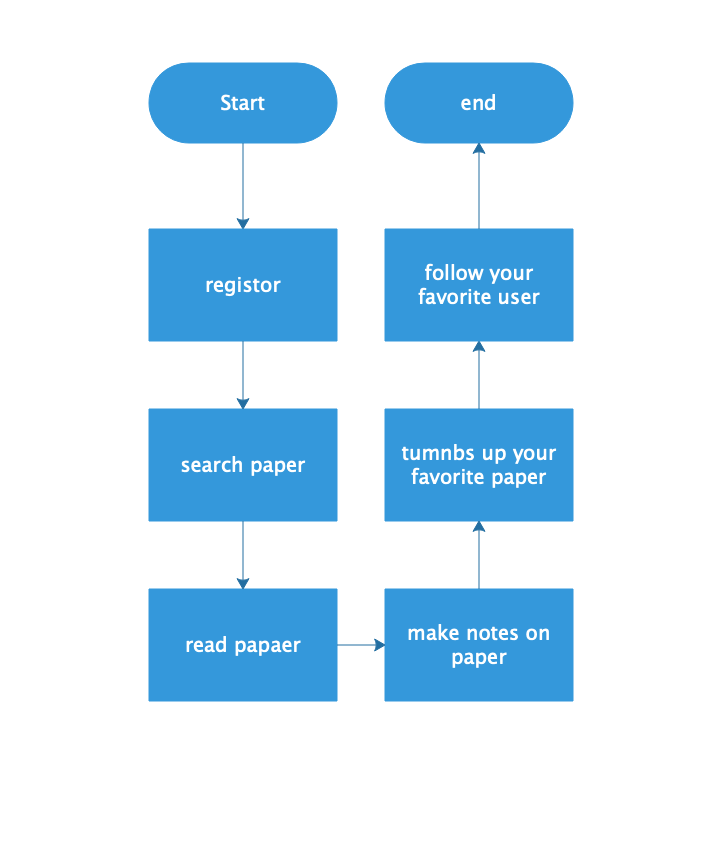 Start
registor
search paper
read papaer
make notes on
paper
tumnbs up your
favorite paper
follow your
favorite user
end